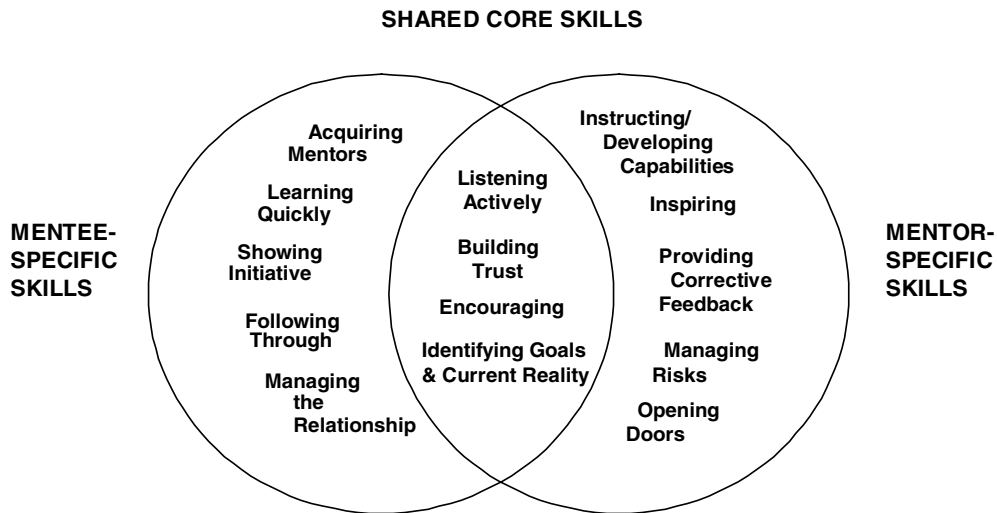 SHARED CORE SKILLS
MENTEE-
SPECIFIC
SKILLS
Acquiring
Mentors
Learning
Quickly
Showing
Initiative
Following
Through
Managing
the
Relationship
Listening
Actively
Building
Trust
Encouraging
Identifying Goals
& Current Reality
Instructing/
Developing
Capabilities
Inspiring
Providing
Corrective
Feedback
Managing
Risks
Opening
Doors
MENTOR-
SPECIFIC
SKILLS